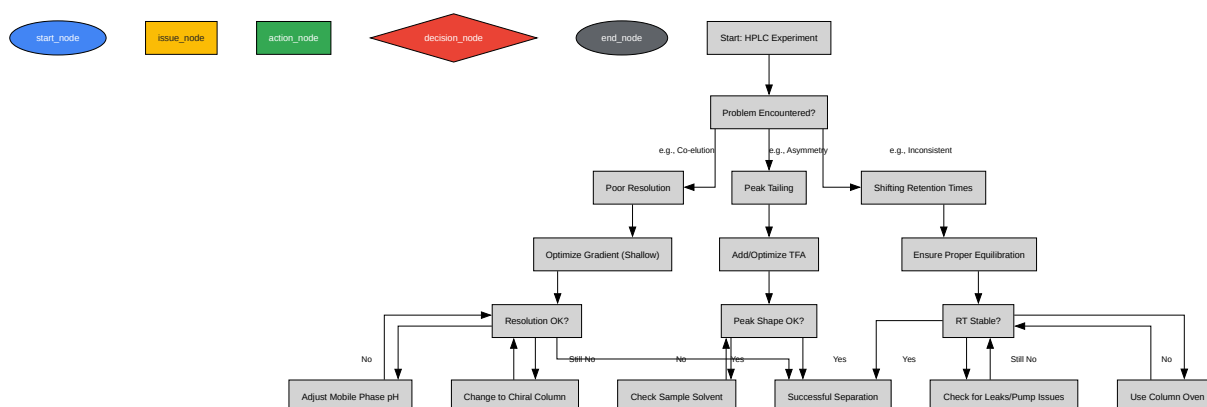 start_node
issue_node
action_node
decision_node
end_node
Start: HPLC Experiment
Problem Encountered?
e.g., Co-elution
e.g., Asymmetry
e.g., Inconsistent
Poor Resolution
Peak Tailing
Shifting Retention Times
Optimize Gradient (Shallow)
Add/Optimize TFA
Ensure Proper Equilibration
Resolution OK?
Peak Shape OK?
RT Stable?
No
Still No
No
Yes
Yes
Yes
Still No
No
Adjust Mobile Phase pH
Change to Chiral Column
Check Sample Solvent
Successful Separation
Check for Leaks/Pump Issues
Use Column Oven